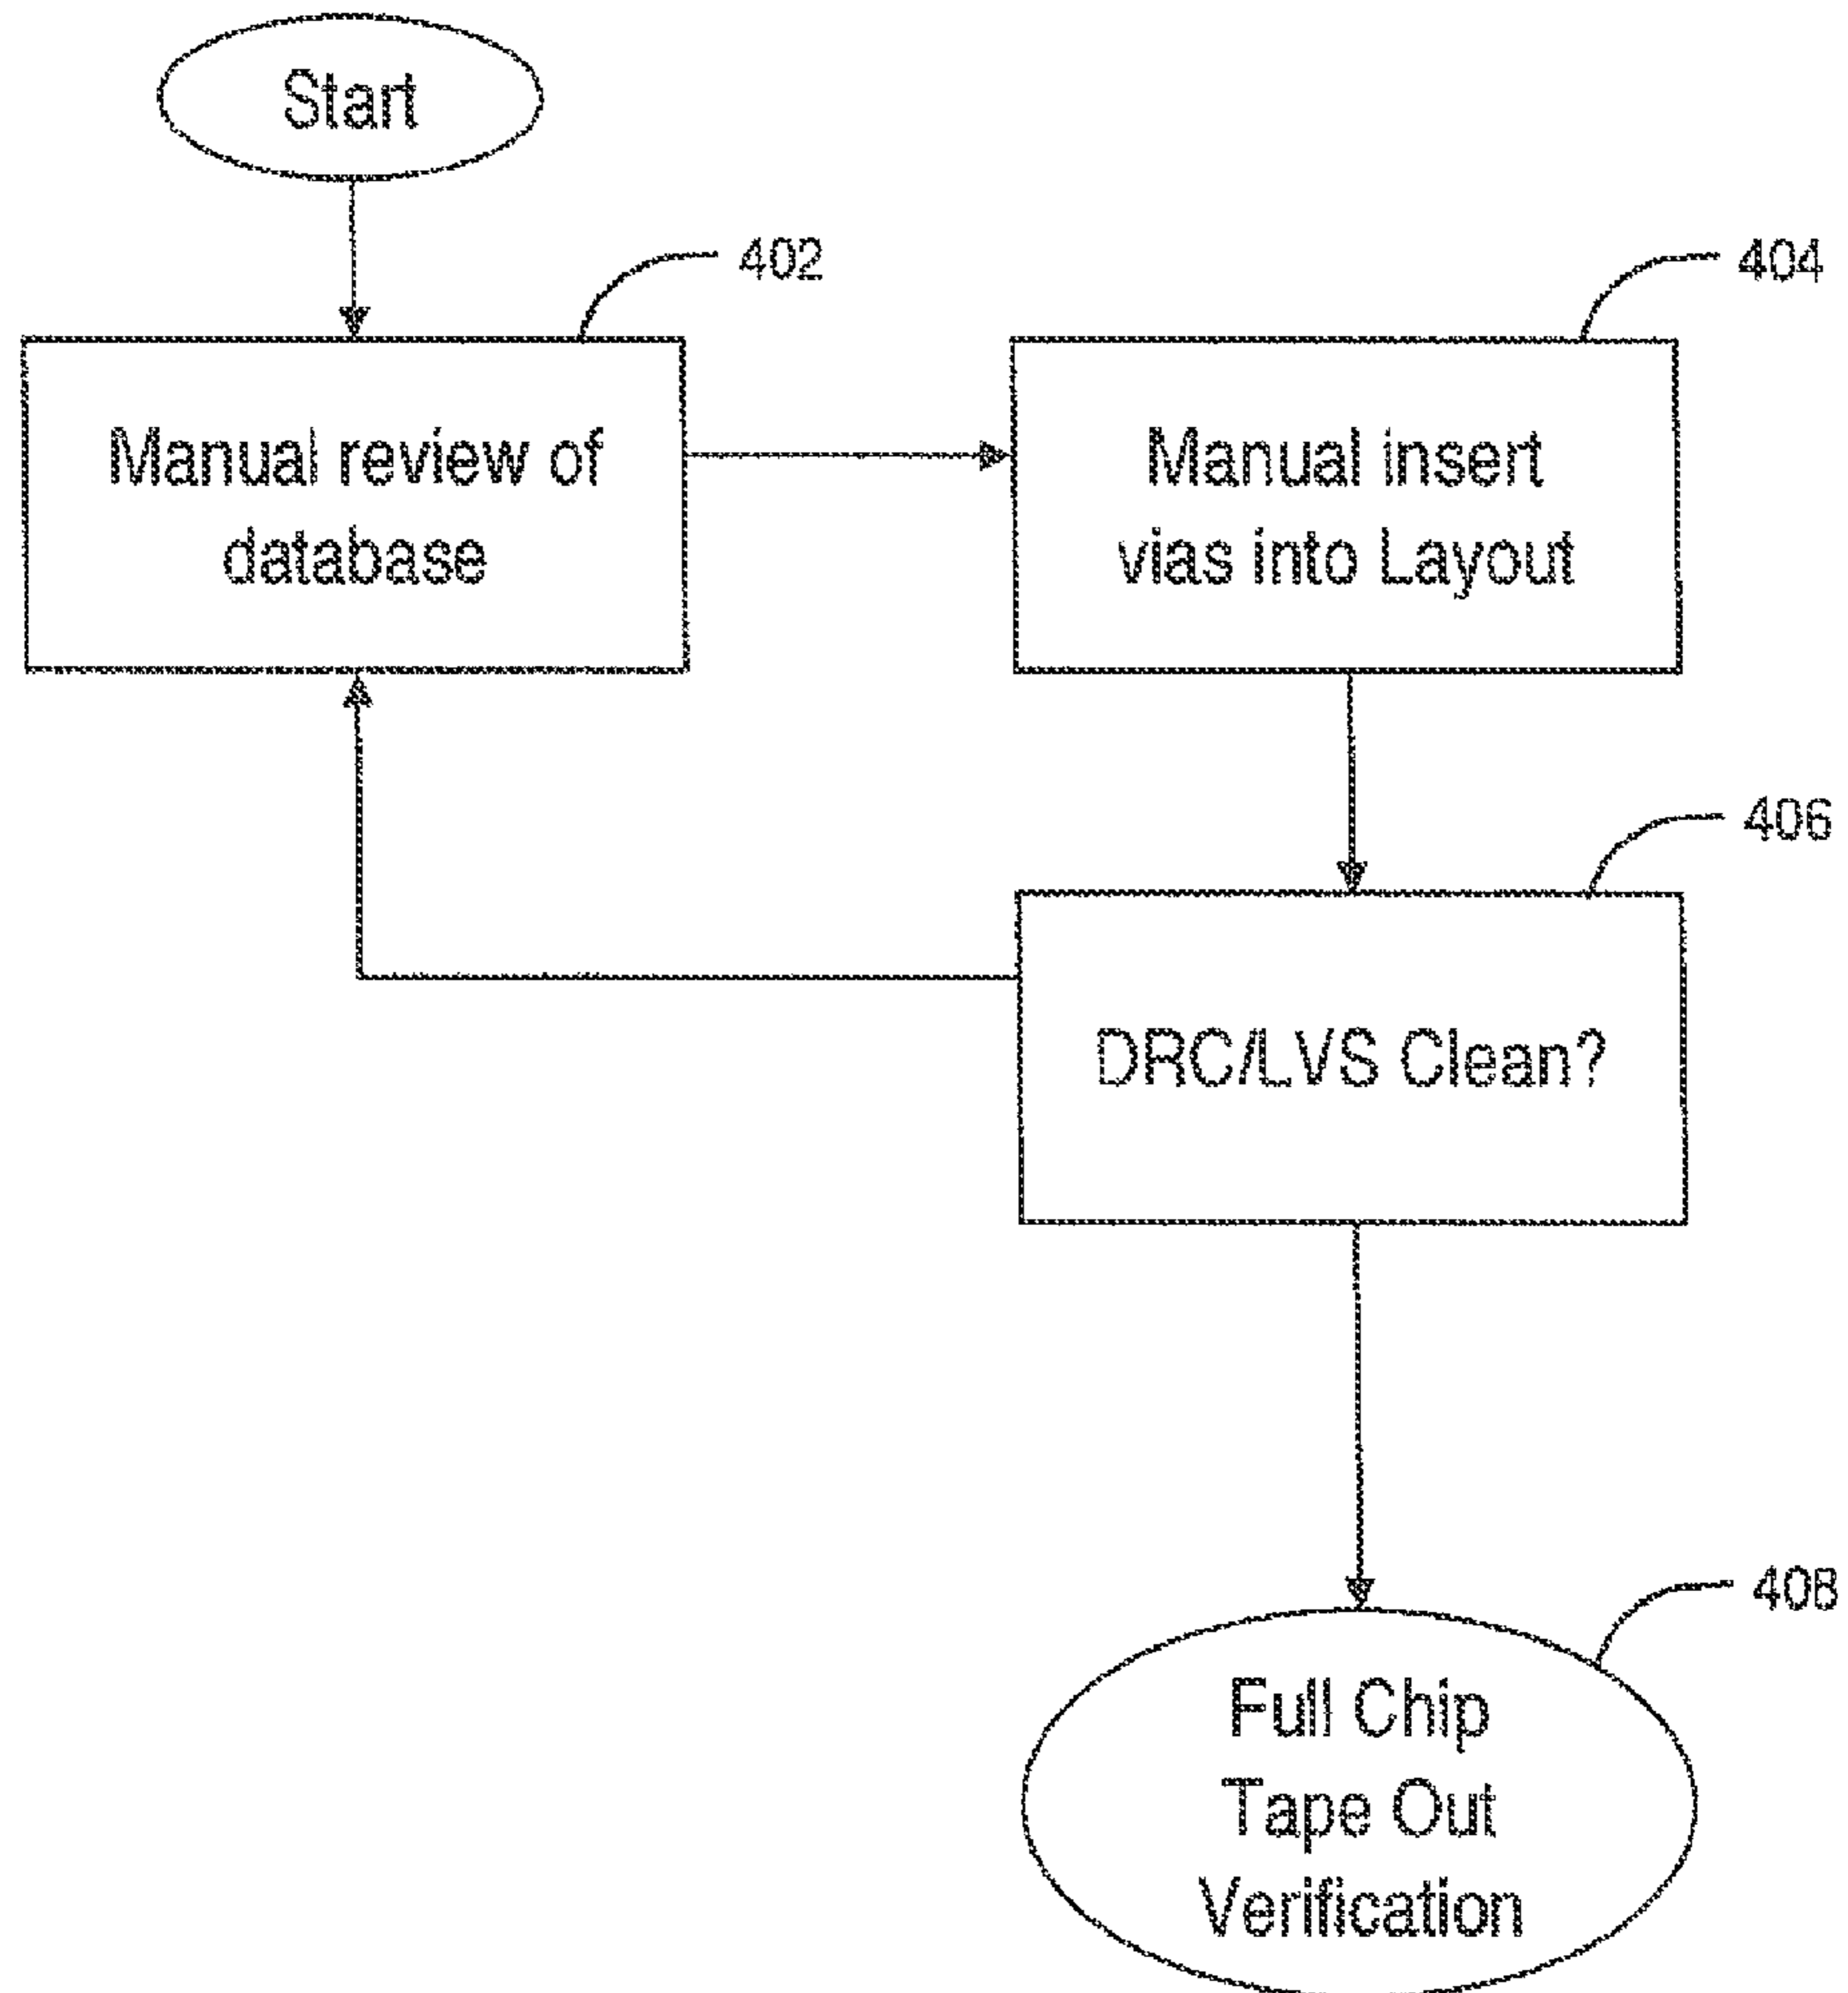 Start
402
Manual review of
database
404
Manual insert
vias into Layout
406
DRC/LVS Clean?
408
Full Chip
Tape Out
Verification